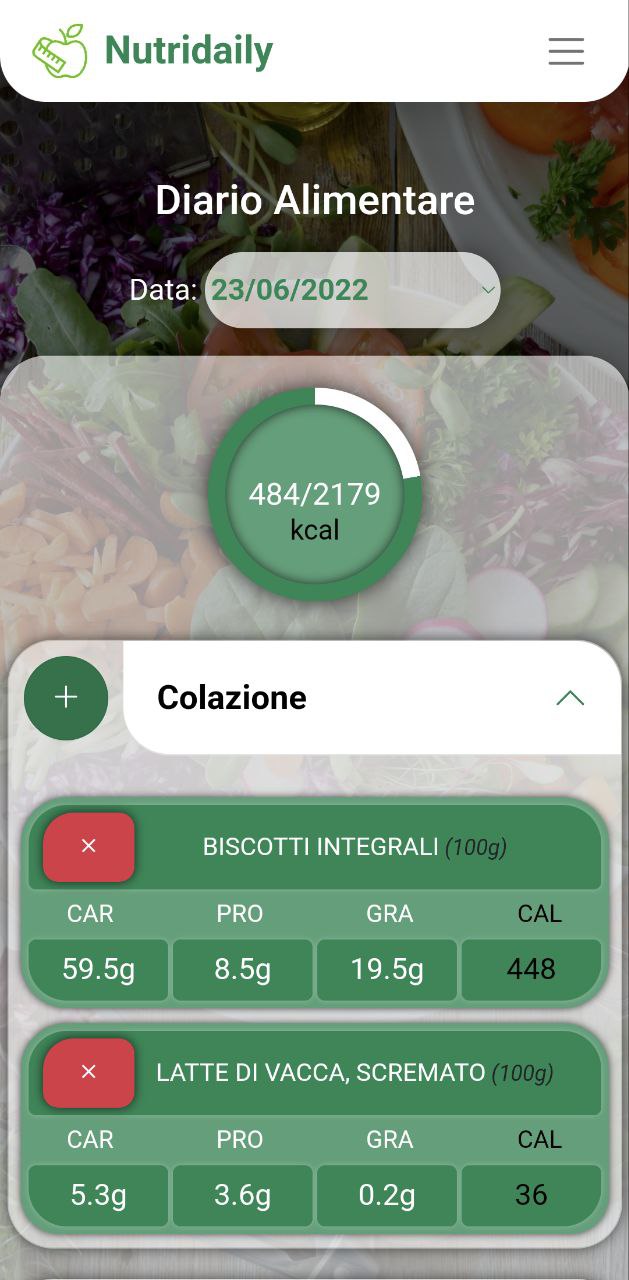 Nutridaily
Diario Alimentare
Data: 23/06/2022
484/2179
kcal
+ Colazione
× BISCOTTI INTEGRALI (100g)
CAR PRO GRA CAL
59.5g 8.5g 19.5g 448
× LATTE DI VACCA, SCREMATO (100g)
CAR PRO GRA CAL
5.3g 3.6g 0.2g 36